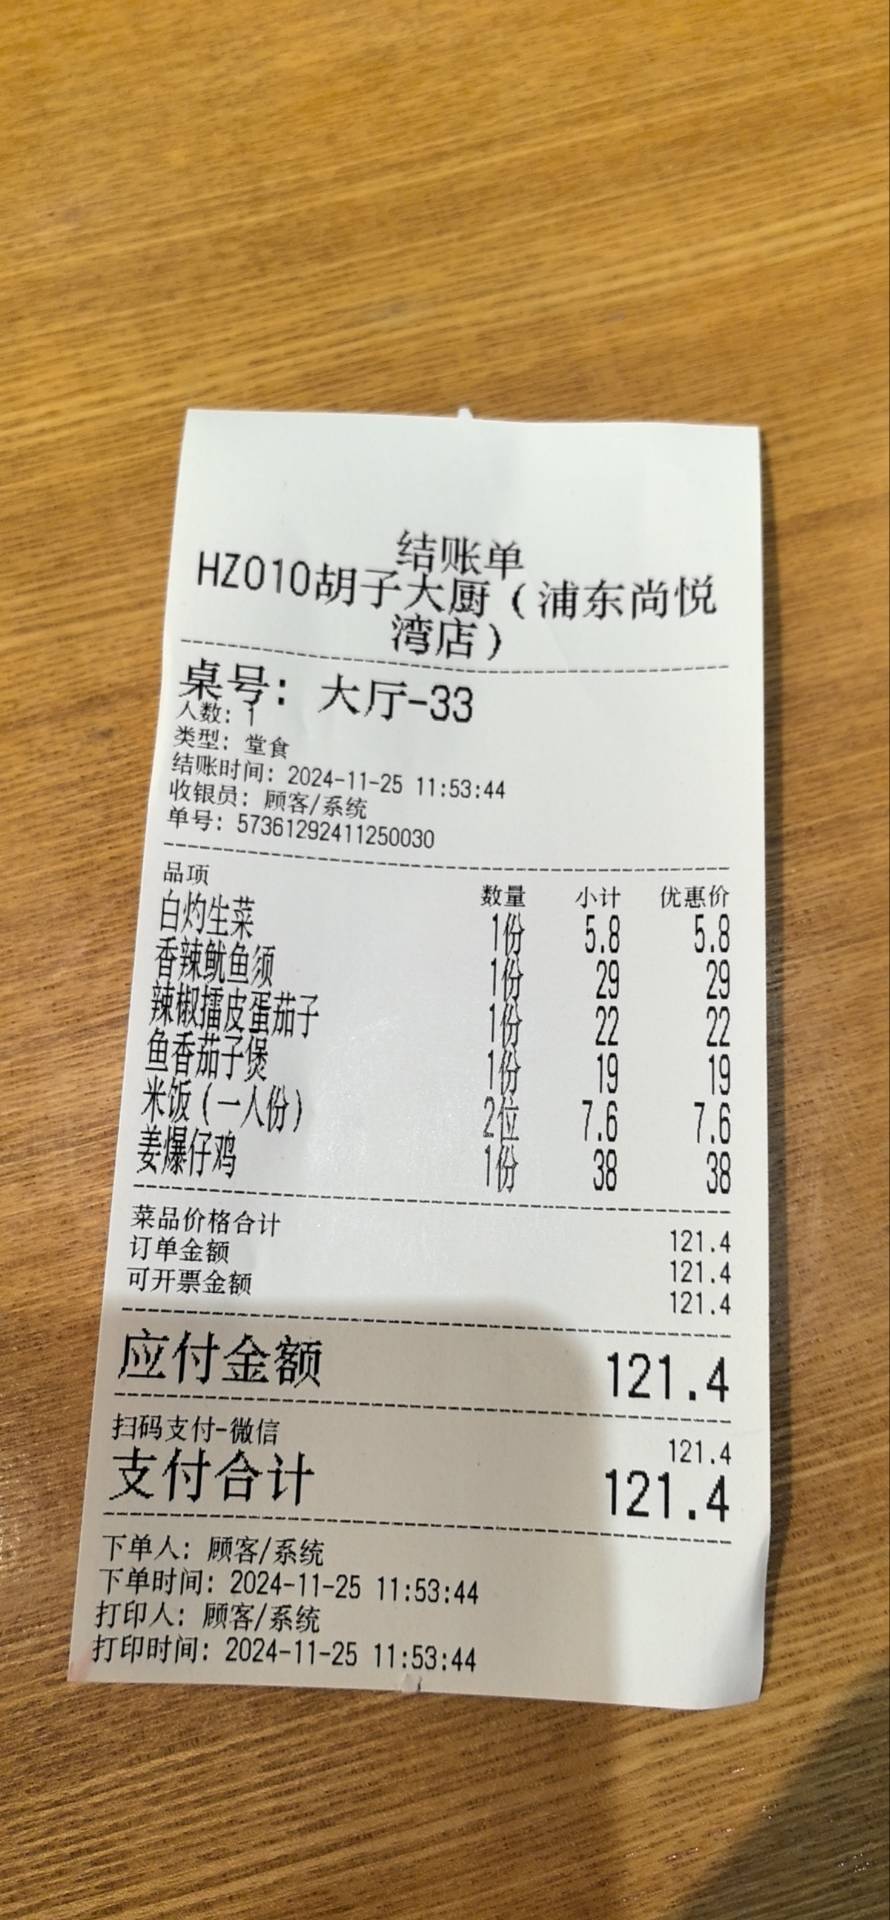 结账单
HZ010胡子大厨（浦东尚悦
湾店）
桌号：大厅-33
人数：1
类型：堂食
结账时间：2024-11-25 11:53:44
收银员：顾客/系统
单号：57361292411250030
品项 数量 小计 优惠价
白灼生菜 1份 5.8 5.8
香辣鱿鱼须 1份 29 29
辣椒擂皮蛋茄子 1份 22 22
鱼香茄子煲 1份 19 19
米饭（一人份） 2位 7.6 7.6
姜爆仔鸡 1份 38 38
菜品价格合计 121.4
订单金额 121.4
可开票金额 121.4
应付金额 121.4
扫码支付-微信 121.4
支付合计 121.4
下单人：顾客/系统
下单时间：2024-11-25 11:53:44
打印人：顾客/系统
打印时间：2024-11-25 11:53:44